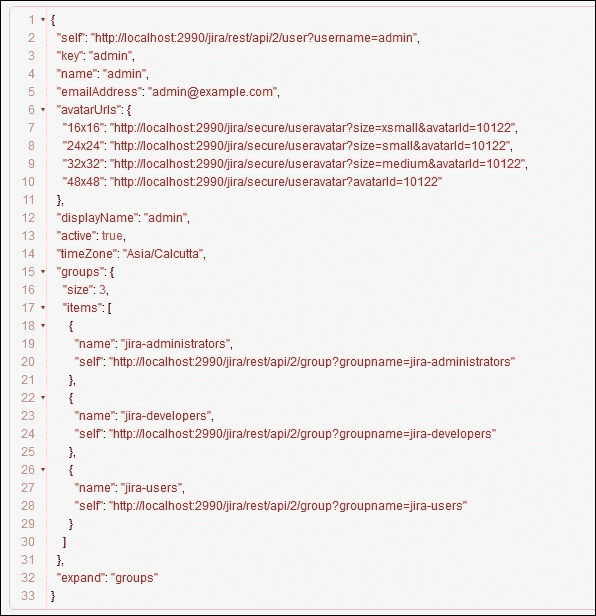 1 {
2 "self": "http://localhost:2990/jira/rest/api/2/user?username=admin",
3 "key": "admin",
4 "name": "admin",
5 "emailAddress": "admin@example.com",
6 "avatarUrls": {
7 "16x16": "http://localhost:2990/jira/secure/useravatar?size=xsmall&avatarId=10122",
8 "24x24": "http://localhost:2990/jira/secure/useravatar?size=small&avatarId=10122",
9 "32x32": "http://localhost:2990/jira/secure/useravatar?size=medium&avatarId=10122",
10 "48x48": "http://localhost:2990/jira/secure/useravatar?avatarId=10122"
11 },
12 "displayName": "admin",
13 "active": true,
14 "timeZone": "Asia/Calcutta",
15 "groups": {
16 "size": 3,
17 "items": [
18 {
19 "name": "jira-administrators",
20 "self": "http://localhost:2990/jira/rest/api/2/group?groupname=jira-administrators"
21 },
22 {
23 "name": "jira-developers",
24 "self": "http://localhost:2990/jira/rest/api/2/group?groupname=jira-developers"
25 },
26 {
27 "name": "jira-users",
28 "self": "http://localhost:2990/jira/rest/api/2/group?groupname=jira-users"
29 }
30 ]
31 },
32 "expand": "groups"
33 }